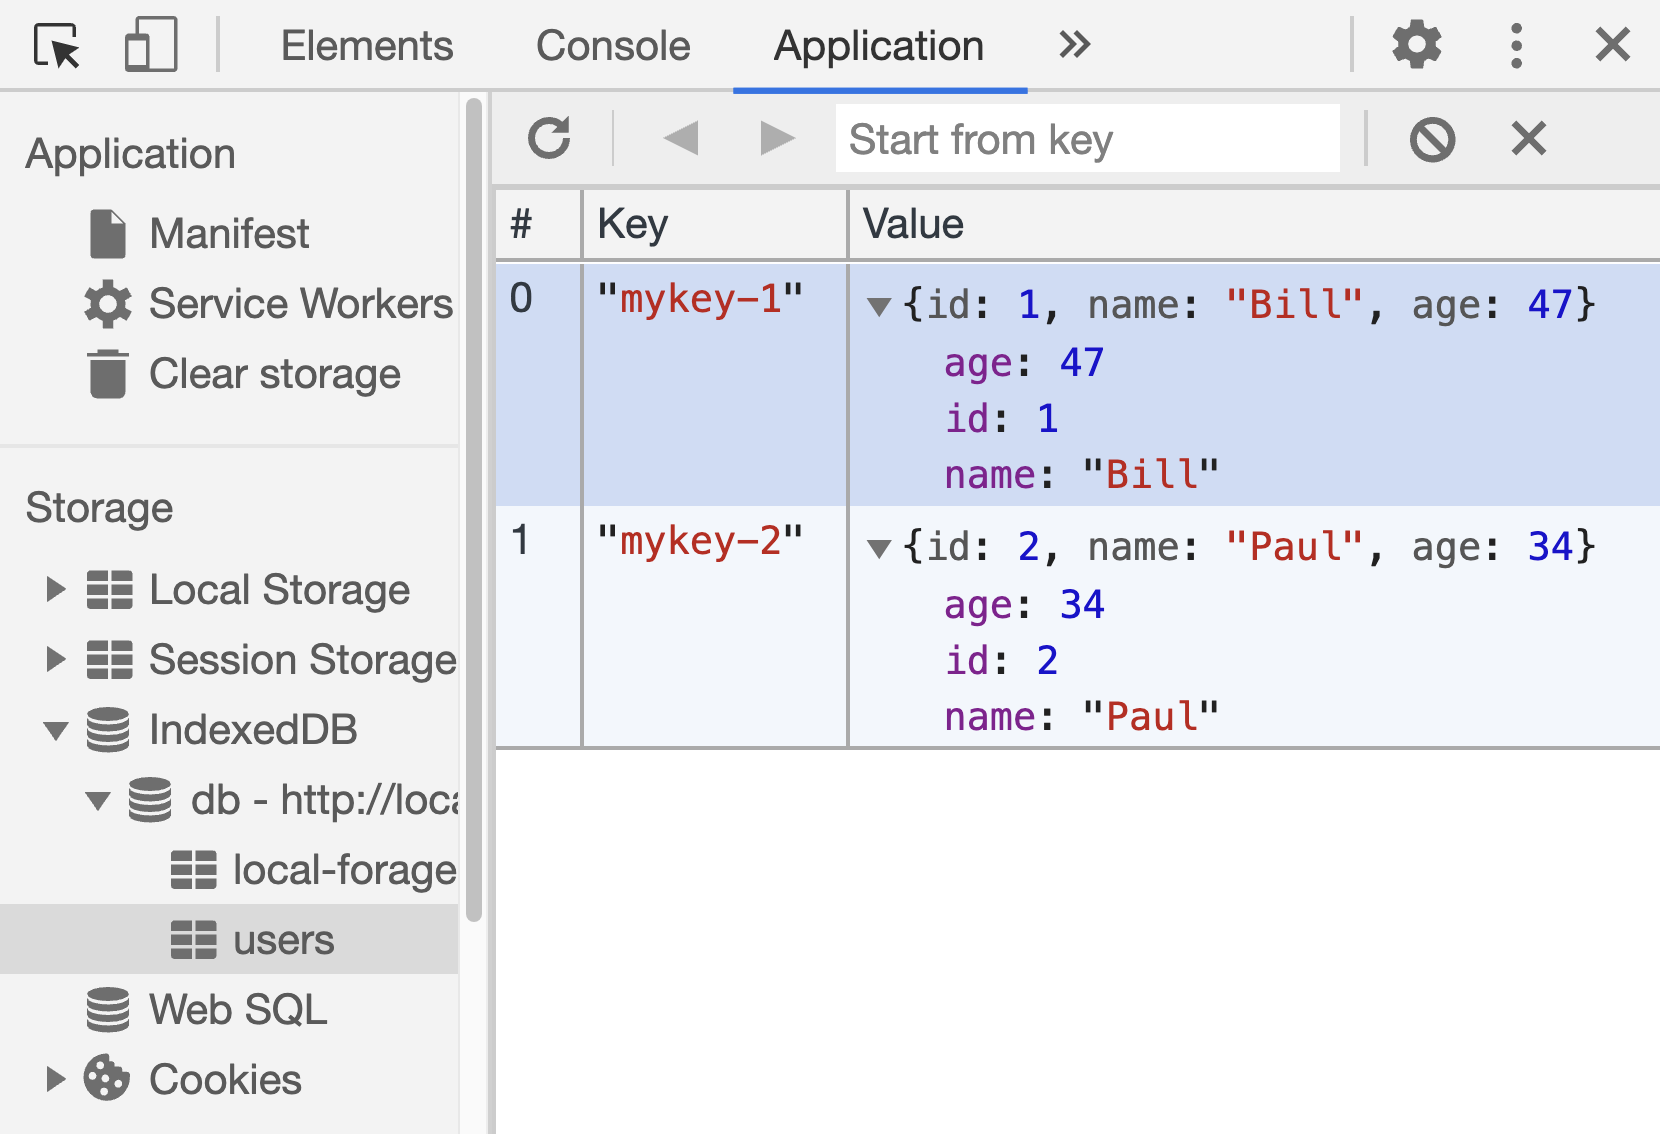 Elements Console Application
Application
Manifest
Service Workers
Clear storage
Storage
Local Storage
Session Storage
IndexedDB
db - http://loca
local-forage
users
Web SQL
Cookies
Start from key
# Key Value
0 "mykey-1" {id: 1, name: "Bill", age: 47}
age: 47
id: 1
name: "Bill"
1 "mykey-2" {id: 2, name: "Paul", age: 34}
age: 34
id: 2
name: "Paul"